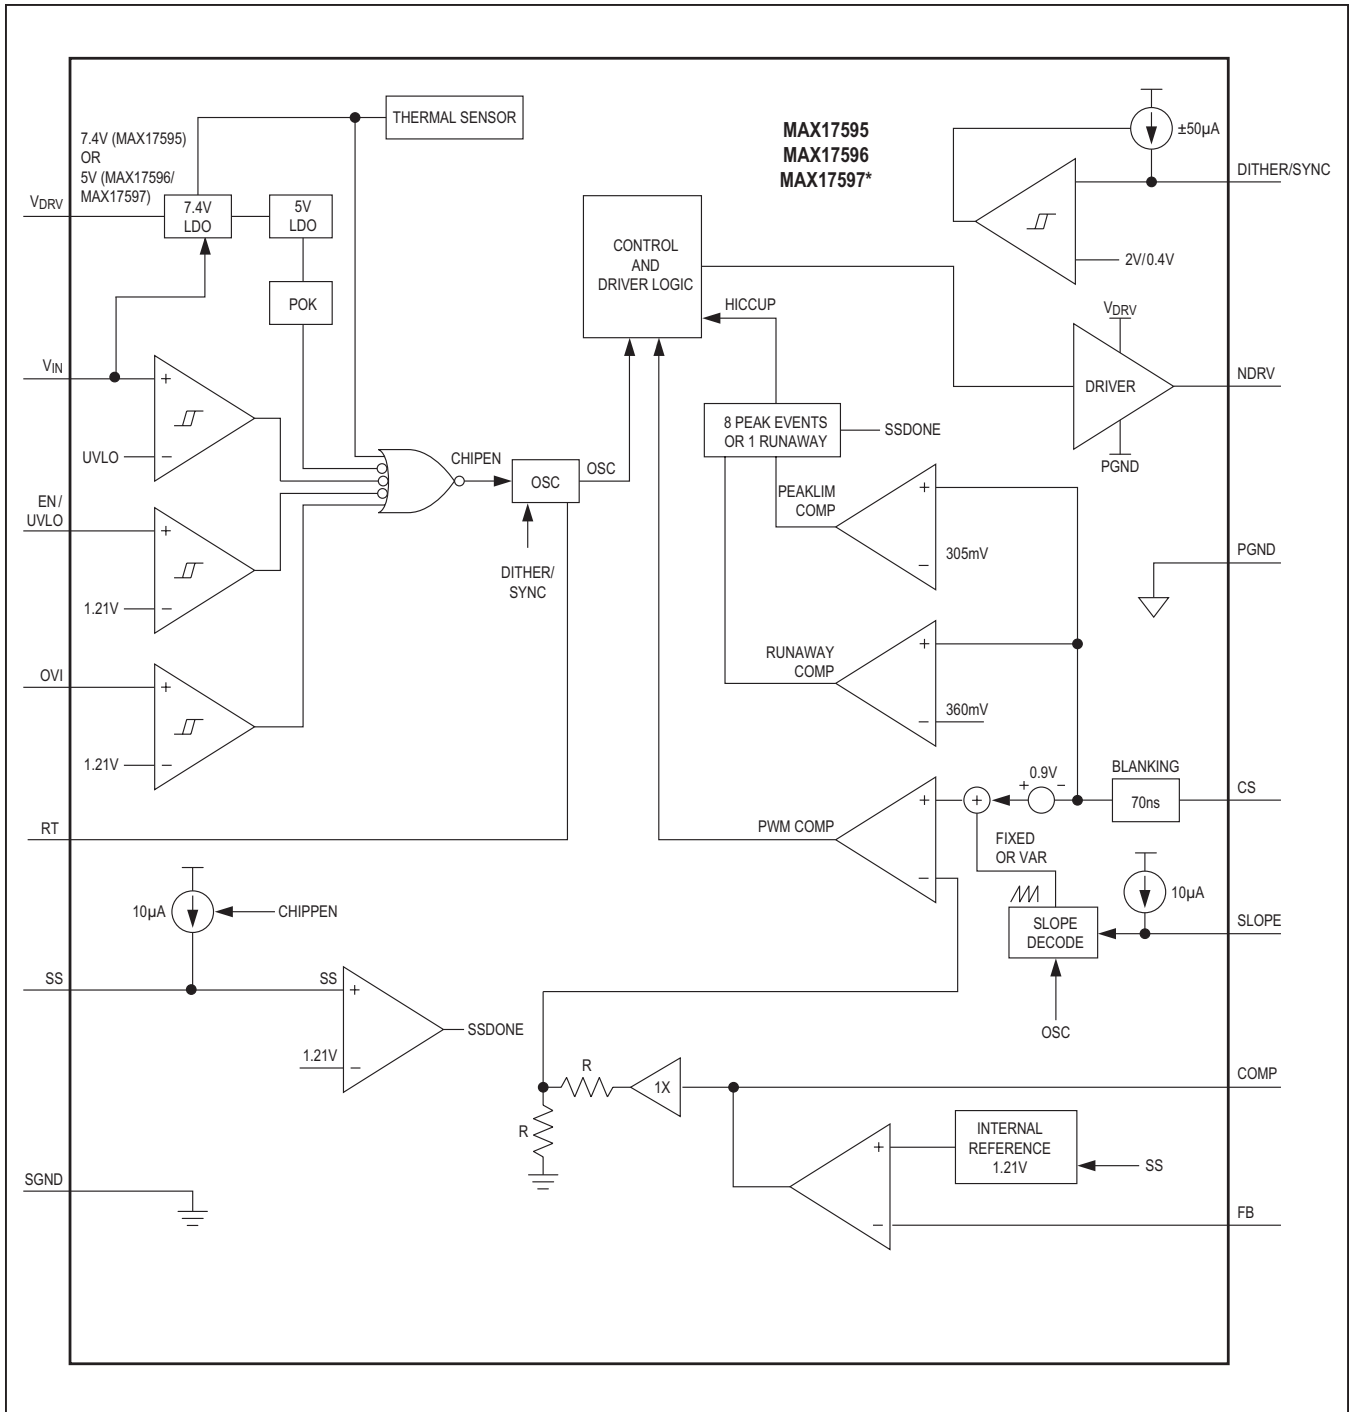 THERMAL SENSOR
7.4V (MAX17595)
OR
5V (MAX17596/
MAX17597)
VDRV
7.4V
LDO
5V
LDO
POK
VIN
+
UVLO
−
EN/
UVLO
+
1.21V
−
OVI
+
1.21V
−
RT
CHIPEN
OSC
OSC
DITHER/
SYNC
MAX17595
MAX17596
MAX17597*
CONTROL
AND
DRIVER LOGIC
HICCUP
8 PEAK EVENTS
OR 1 RUNAWAY
SSDONE
±50µA
DITHER/SYNC
2V/0.4V
VDRV
DRIVER
NDRV
PGND
PEAKLIM
COMP
+
305mV
−
PGND
RUNAWAY
COMP
+
360mV
−
PWM COMP
+
−
+
0.9V
+
−
BLANKING
70ns
CS
FIXED
OR VAR
SLOPE
DECODE
10µA
SLOPE
OSC
10µA
CHIPPEN
SS
SS
+
1.21V
−
SSDONE
R
R
1X
COMP
+
−
INTERNAL
REFERENCE
1.21V
SS
FB
SGND